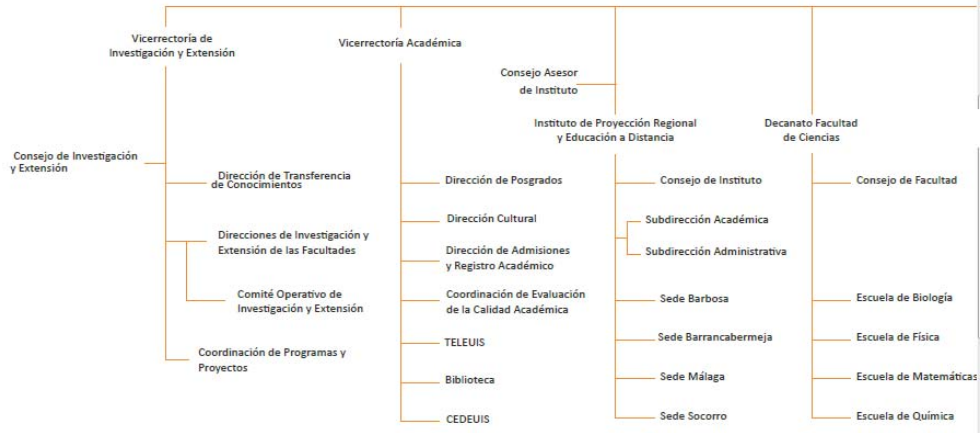 Vicerrectoría de
Investigación y Extensión
Consejo de Investigación
y Extensión
Dirección de Transferencia
de Conocimientos
Direcciones de Investigación y
Extensión de las Facultades
Comité Operativo de
Investigación y Extensión
Coordinación de Programas y
Proyectos
Vicerrectoría Académica
Dirección de Posgrados
Dirección Cultural
Dirección de Admisiones
y Registro Académico
Coordinación de Evaluación
de la Calidad Académica
TELEUIS
Biblioteca
CEDEUIS
Consejo Asesor
de Instituto
Instituto de Proyección Regional
y Educación a Distancia
Consejo de Instituto
Subdirección Académica
Subdirección Administrativa
Sede Barbosa
Sede Barrancabermeja
Sede Málaga
Sede Socorro
Decanato Facultad
de Ciencias
Consejo de Facultad
Escuela de Biología
Escuela de Física
Escuela de Matemáticas
Escuela de Química